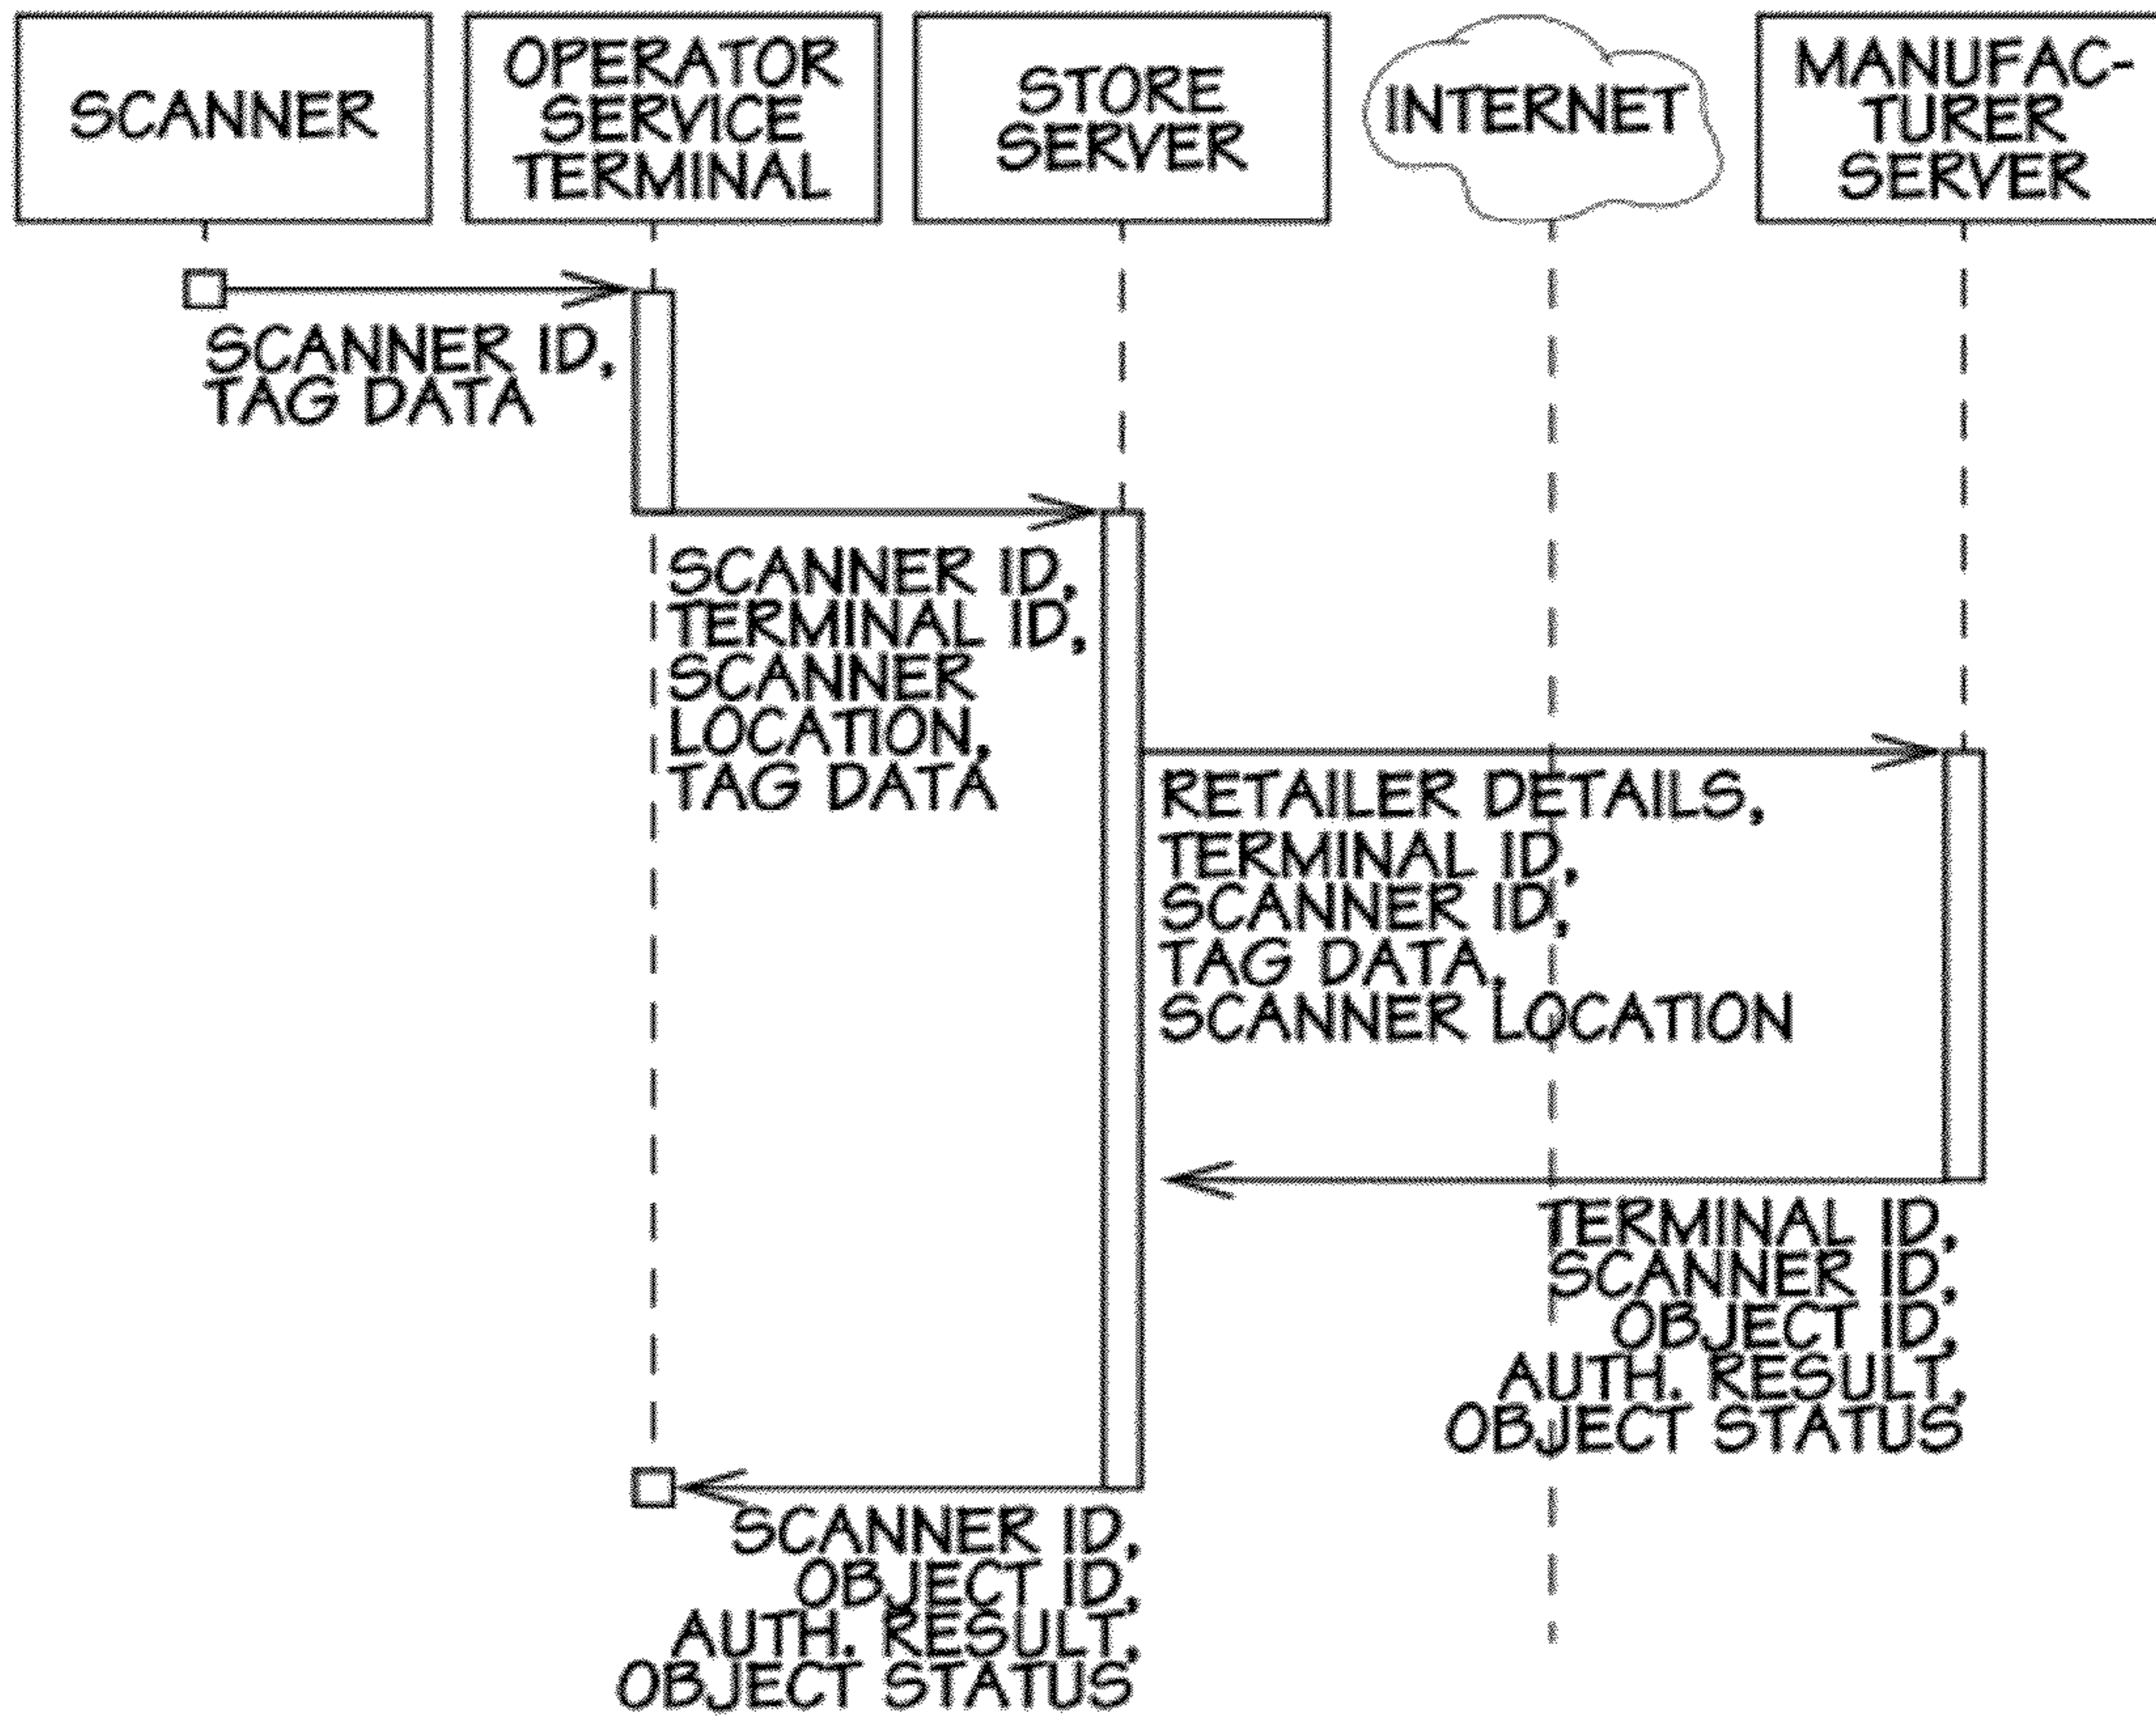 SCANNER
OPERATOR
SERVICE
TERMINAL
STORE
SERVER
INTERNET
MANUFAC-
TURER
SERVER
SCANNER ID,
TAG DATA
SCANNER ID,
TERMINAL ID,
SCANNER
LOCATION,
TAG DATA
RETAILER DETAILS,
TERMINAL ID,
SCANNER ID,
TAG DATA,
SCANNER LOCATION
TERMINAL ID,
SCANNER ID,
OBJECT ID,
AUTH. RESULT,
OBJECT STATUS
SCANNER ID,
OBJECT ID,
AUTH. RESULT,
OBJECT STATUS